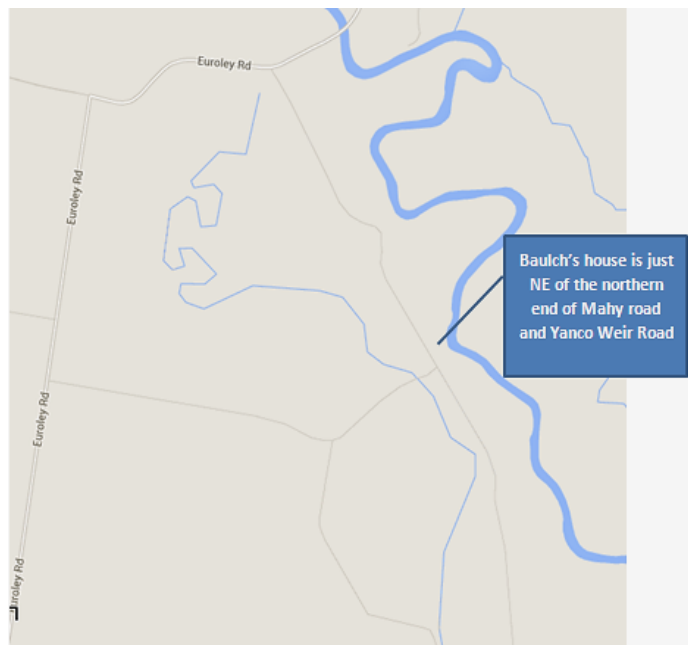 Euroley Rd
Euroley Rd
Baulch's house is just
NE of the northern
end of Mahy road
and Yanco Weir Road
Euroley Rd
Euroley Rd